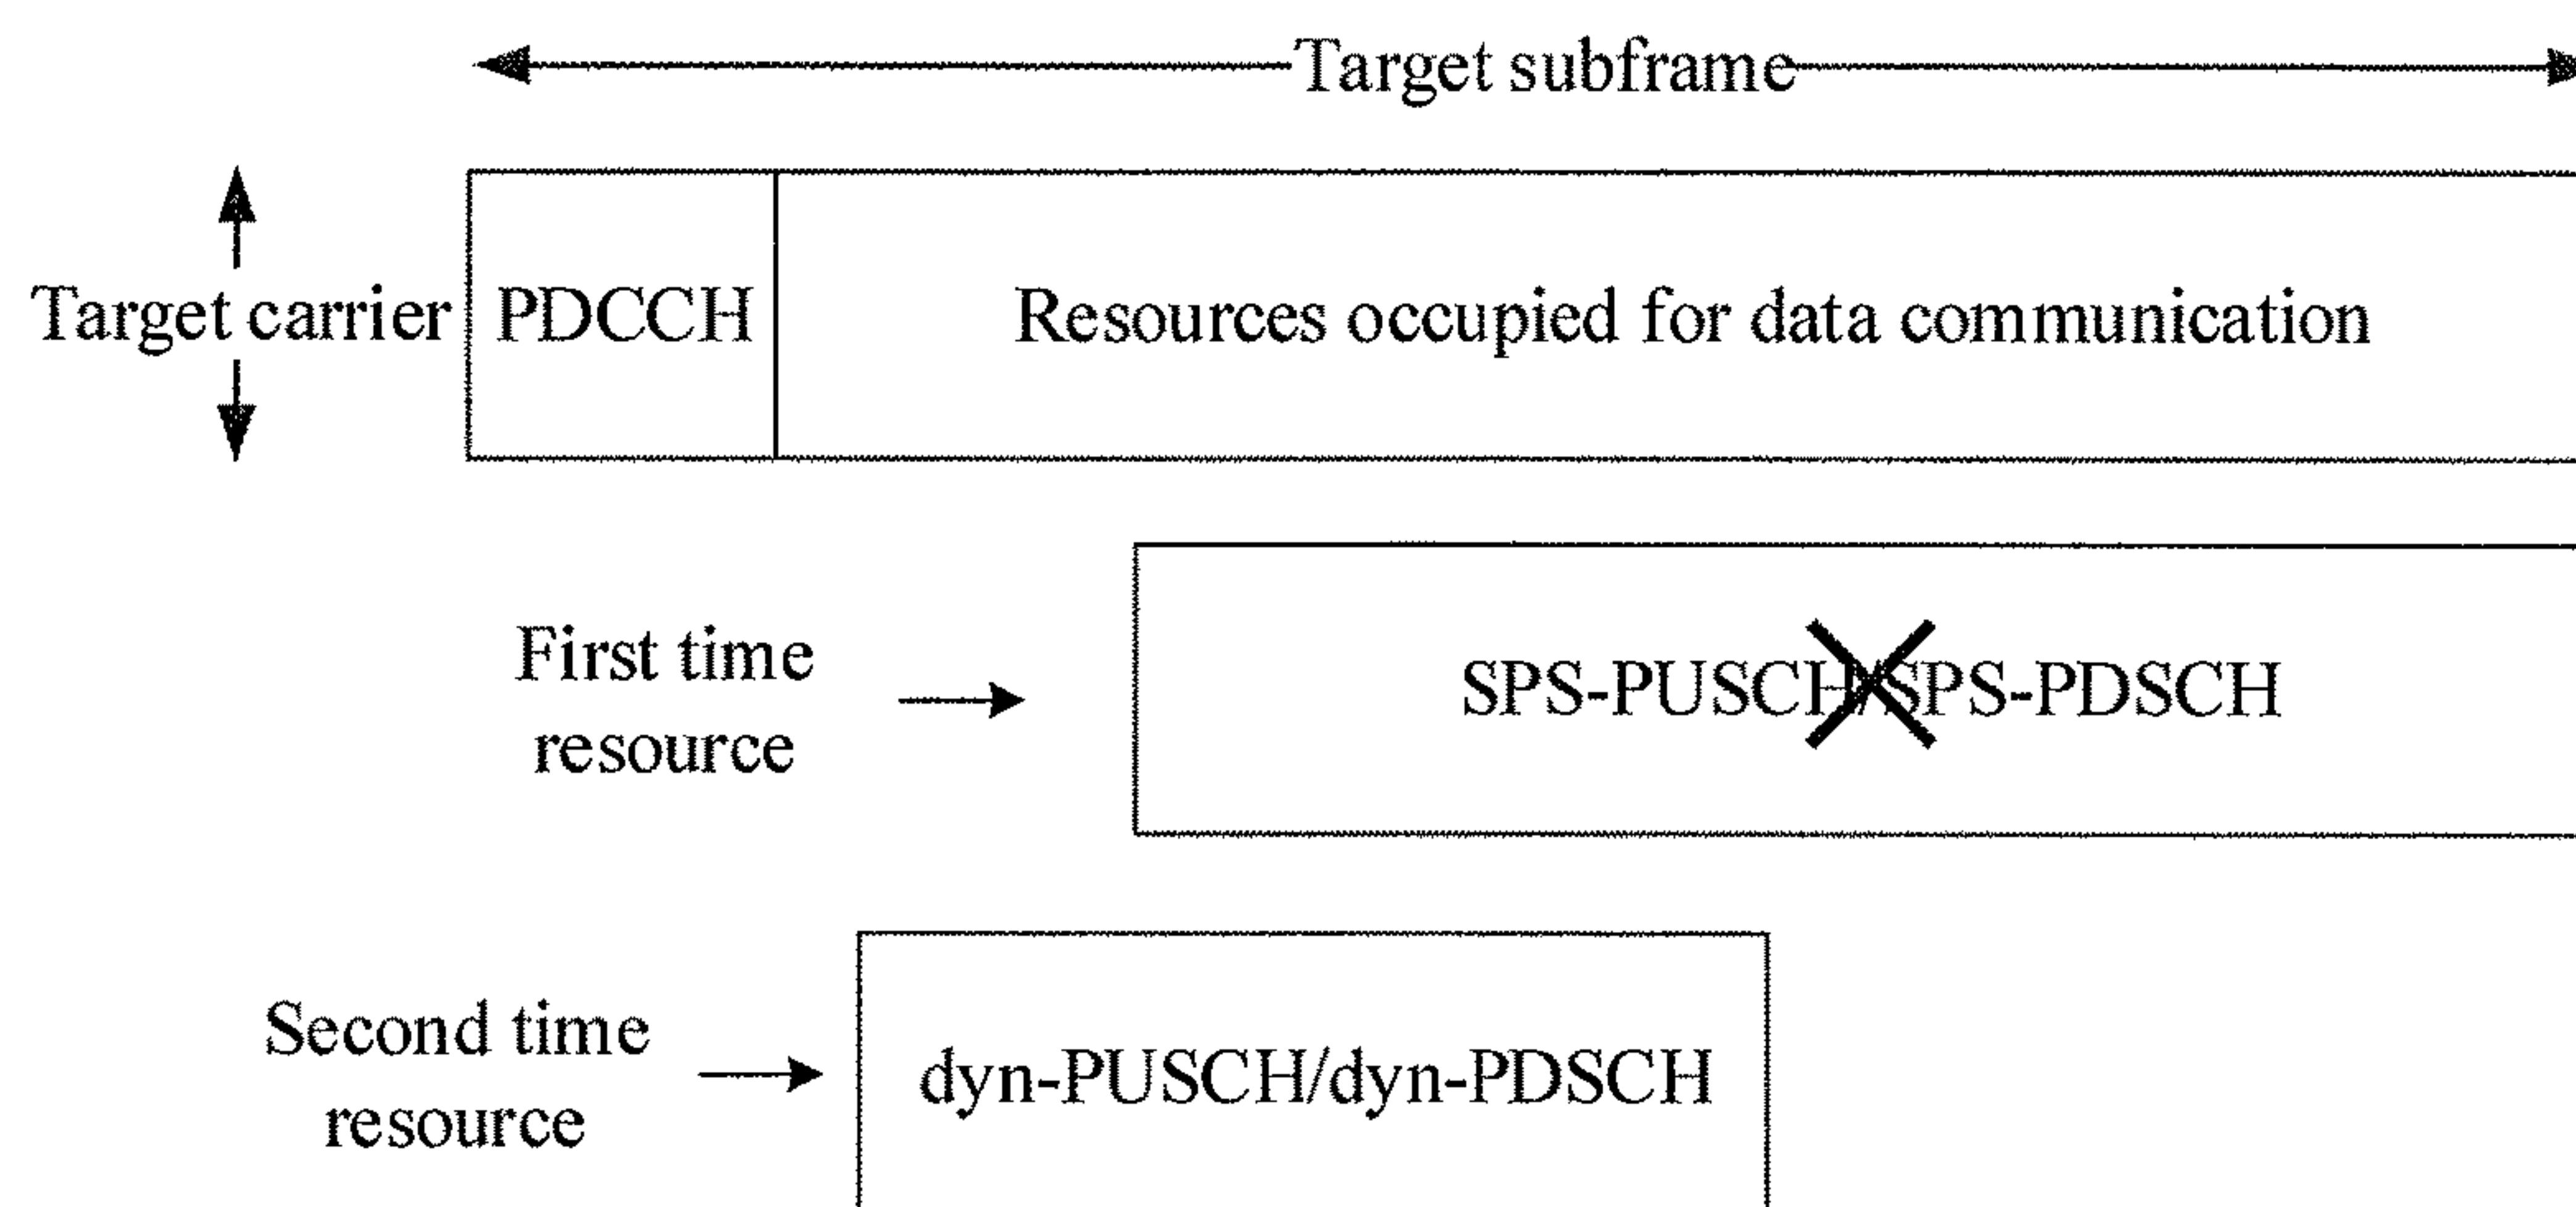 Target subframe
Target carrier
PDCCH
Resources occupied for data communication
First time
resource
SPS-PUSCH/SPS-PDSCH
Second time
resource
dyn-PUSCH/dyn-PDSCH